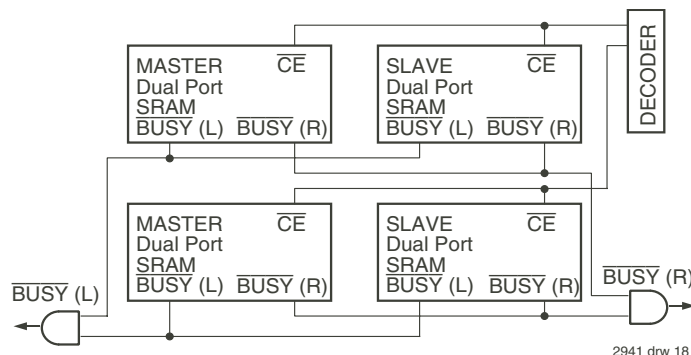 MASTER CE
Dual Port
SRAM
BUSY (L) BUSY (R)
SLAVE CE
Dual Port
SRAM
BUSY (L) BUSY (R)
DECODER
MASTER CE
Dual Port
SRAM
BUSY (L) BUSY (R)
SLAVE CE
Dual Port
SRAM
BUSY (L) BUSY (R)
BUSY (L)
BUSY (R)
2941 drw 18